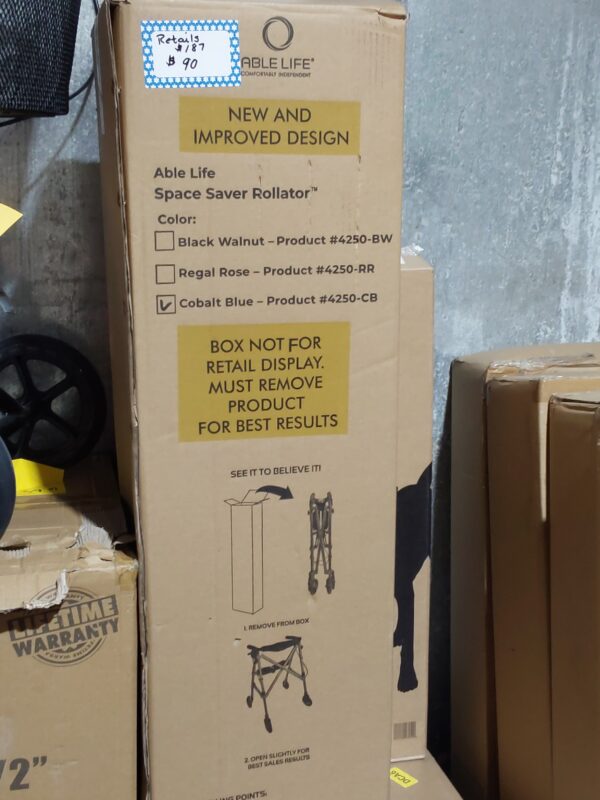 Retails
$187
$90
ABLE LIFE®
COMFORTABLY INDEPENDENT
NEW AND
IMPROVED DESIGN
Able Life
Space Saver Rollator™
Color:
Black Walnut – Product #4250-BW
Regal Rose – Product #4250-RR
Cobalt Blue – Product #4250-CB
BOX NOT FOR
RETAIL DISPLAY.
MUST REMOVE
PRODUCT
FOR BEST RESULTS
SEE IT TO BELIEVE IT!
1. REMOVE FROM BOX
2. OPEN SLIGHTLY FOR
BEST SALES RESULTS
POINTS:
LIFETIME
WARRANTY
/2"
DCA6